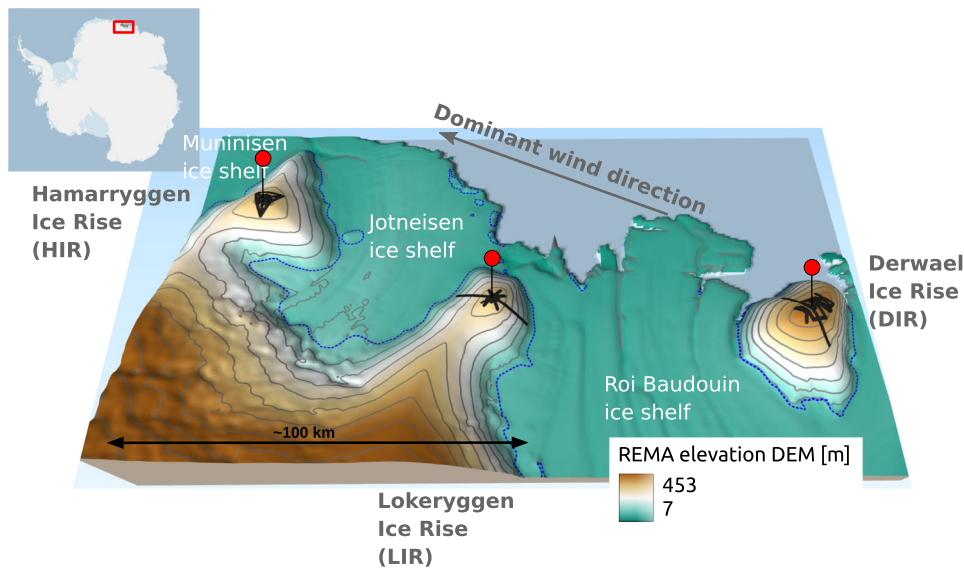 Muninisen
ice shelf
Hamarryggen
Ice Rise
(HIR)
Dominant wind direction
Jotneisen
ice shelf
Derwael
Ice Rise
(DIR)
Roi Baudouin
ice shelf
~100 km
REMA elevation DEM [m]
453
7
Lokeryggen
Ice Rise
(LIR)